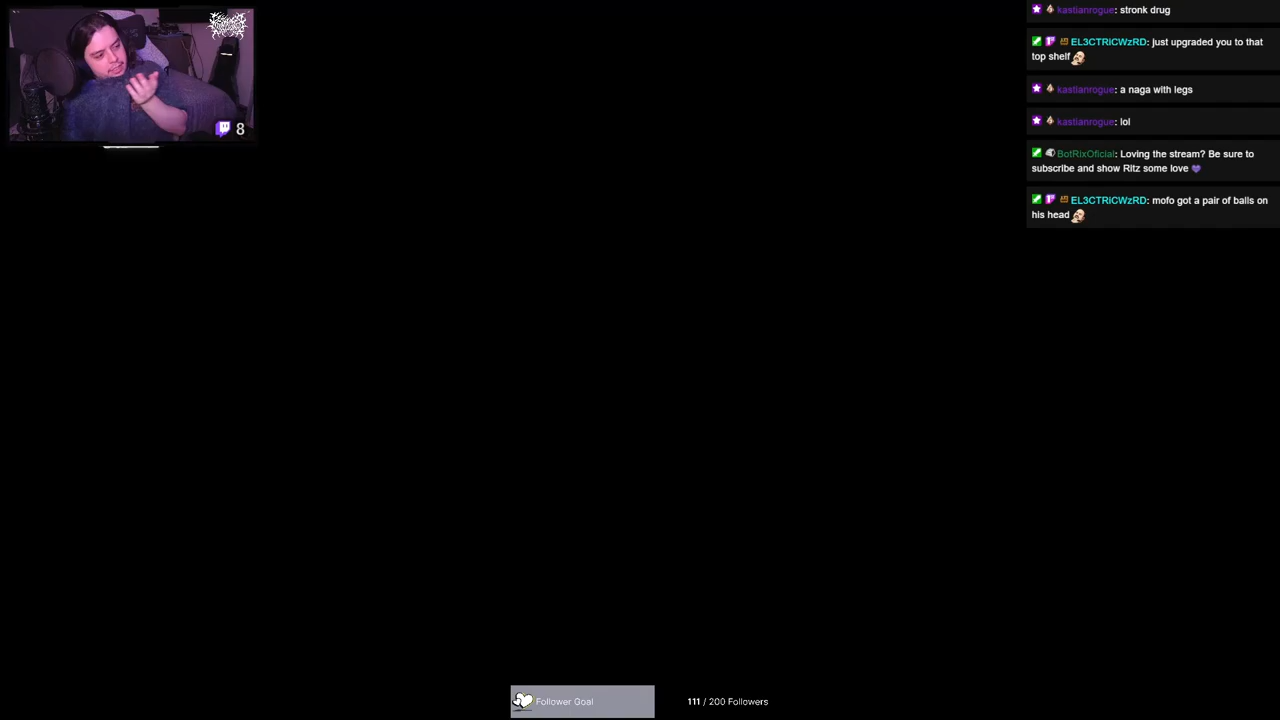 kastianrogue: stronk drug
EL3CTRiCWzRD: just upgraded you to that
top shelf
kastianrogue: a naga with legs
kastianrogue: lol
BotRixOficial: Loving the stream? Be sure to
subscribe and show Ritz some love 💜
EL3CTRiCWzRD: mofo got a pair of balls on
his head
8
Follower Goal
111 / 200 Followers